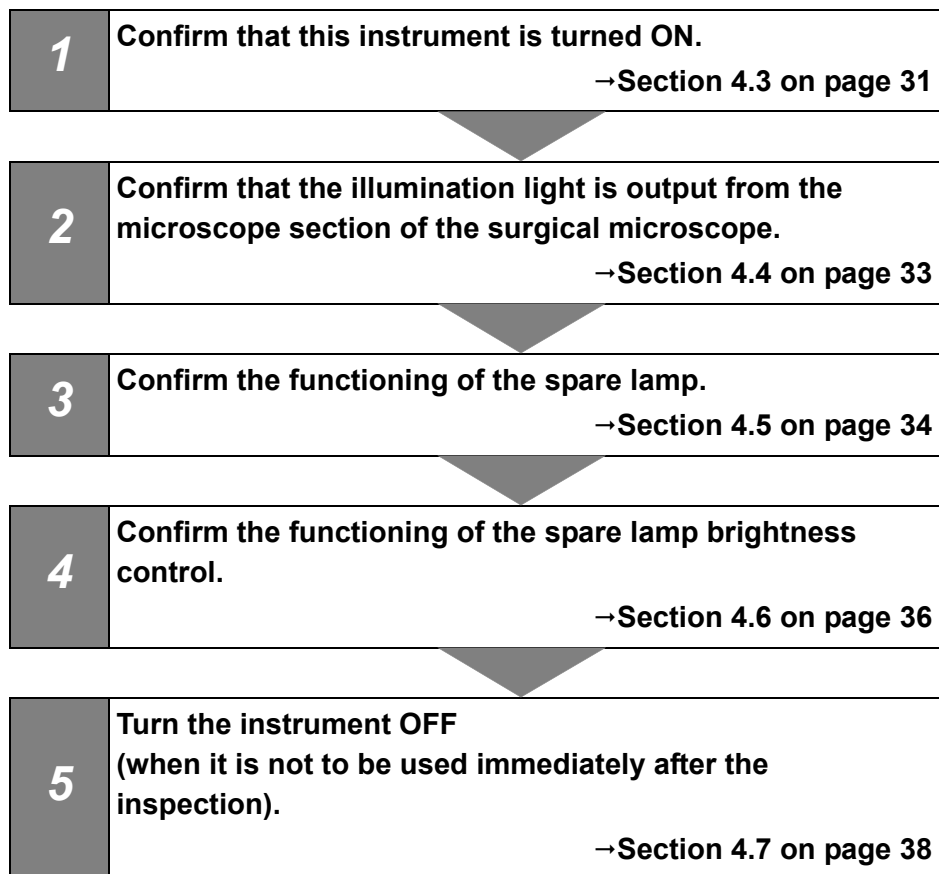 1
Confirm that this instrument is turned ON.
→Section 4.3 on page 31
2
Confirm that the illumination light is output from the
microscope section of the surgical microscope.
→Section 4.4 on page 33
3
Confirm the functioning of the spare lamp.
→Section 4.5 on page 34
4
Confirm the functioning of the spare lamp brightness
control.
→Section 4.6 on page 36
5
Turn the instrument OFF
(when it is not to be used immediately after the
inspection).
→Section 4.7 on page 38